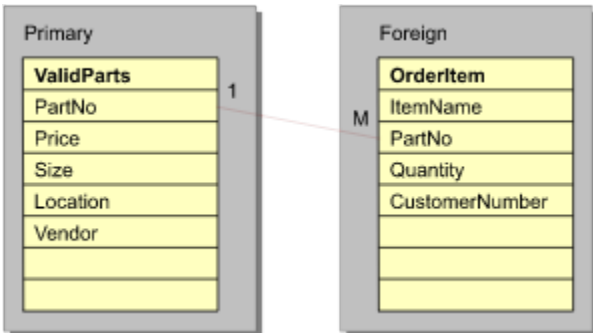 Primary
ValidParts
PartNo
Price
Size
Location
Vendor
1
M
Foreign
OrderItem
ItemName
PartNo
Quantity
CustomerNumber